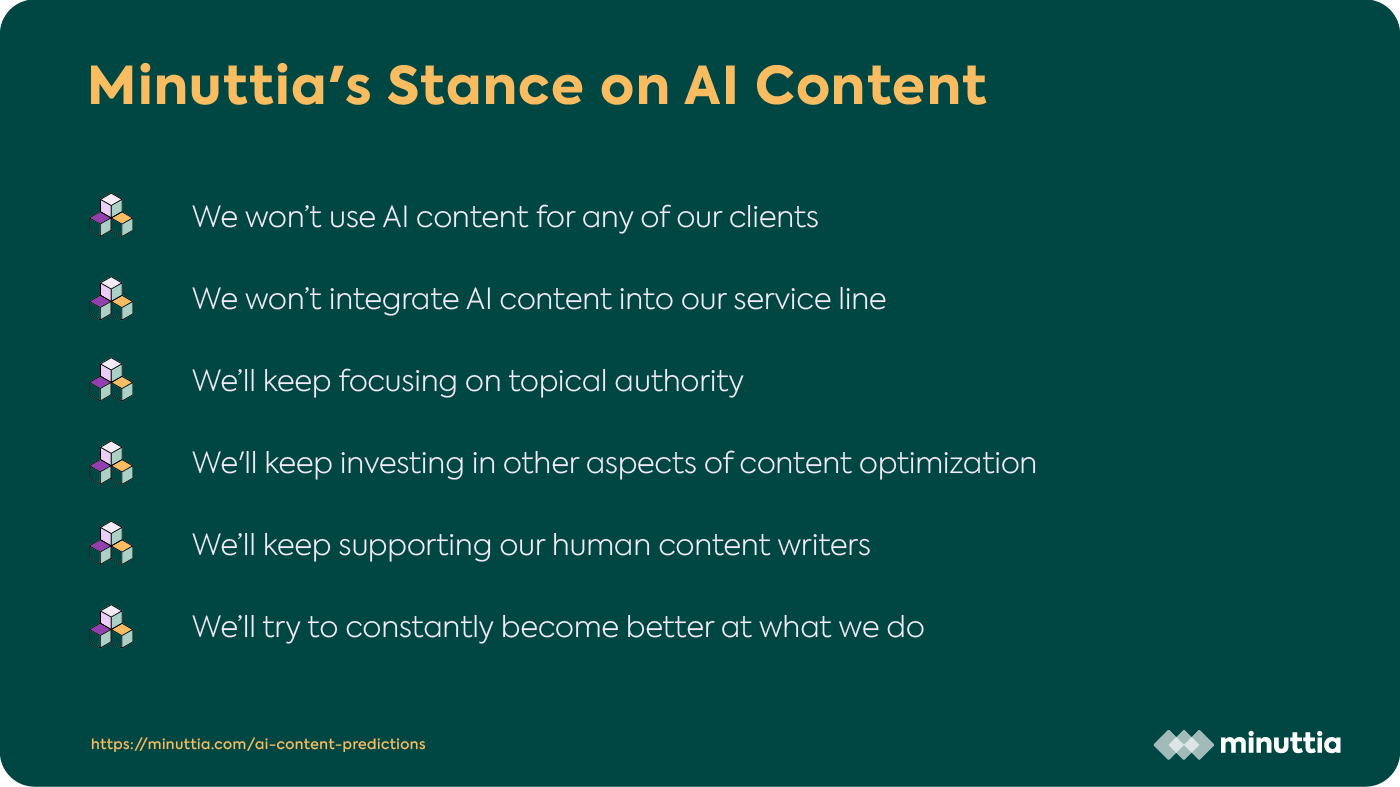 Minuttia's Stance on AI Content
We won’t use AI content for any of our clients
We won’t integrate AI content into our service line
We’ll keep focusing on topical authority
We'll keep investing in other aspects of content optimization
We’ll keep supporting our human content writers
We’ll try to constantly become better at what we do
https://minuttia.com/ai-content-predictions
minuttia